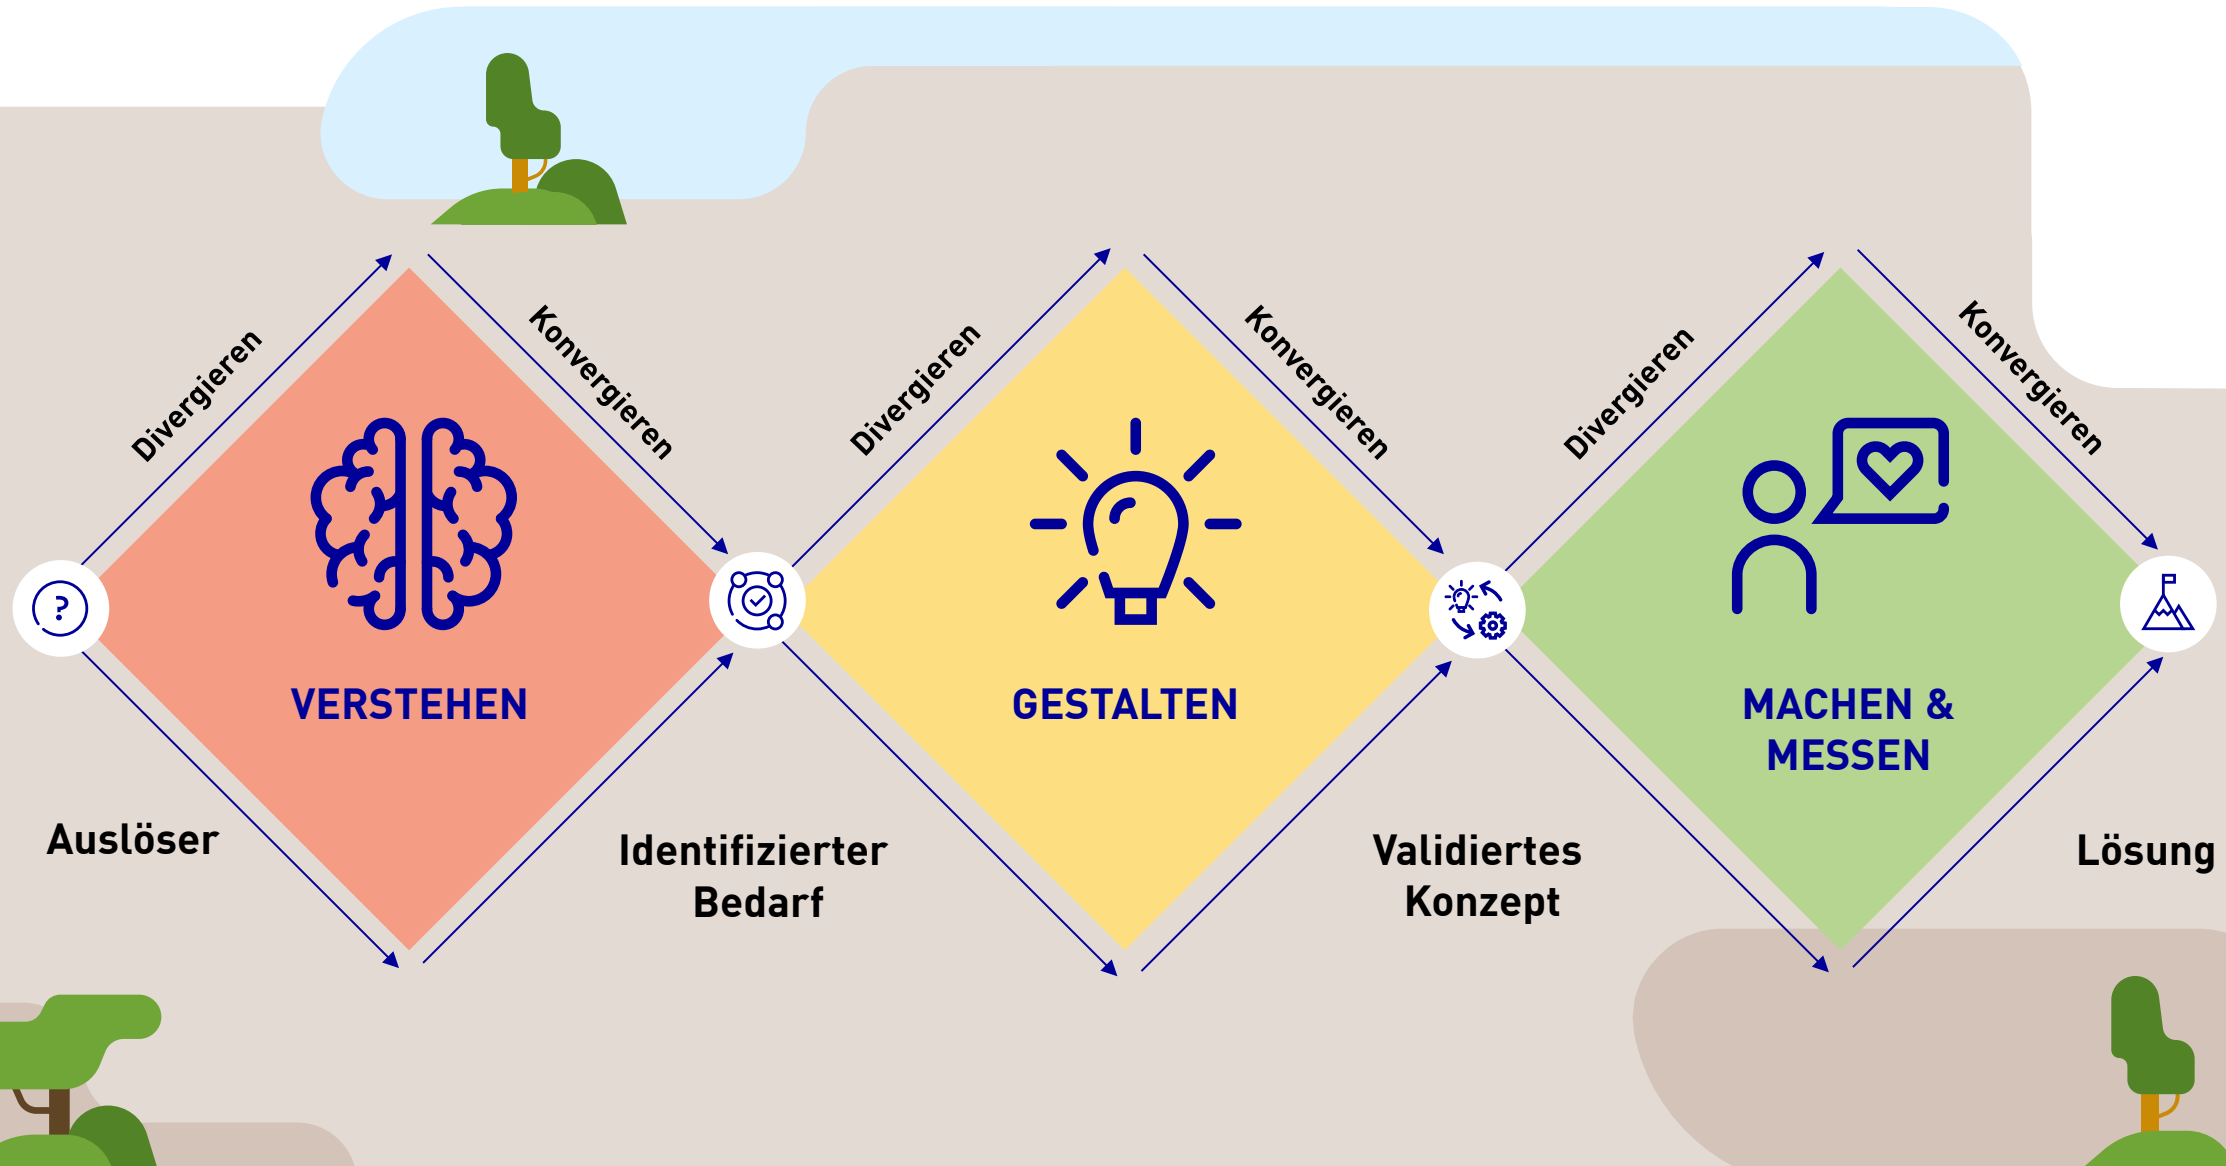 Divergieren
Konvergieren
Divergieren
Konvergieren
Divergieren
Konvergieren
?
VERSTEHEN
GESTALTEN
MACHEN &
MESSEN
Auslöser
Identifizierter
Bedarf
Validiertes
Konzept
Lösung